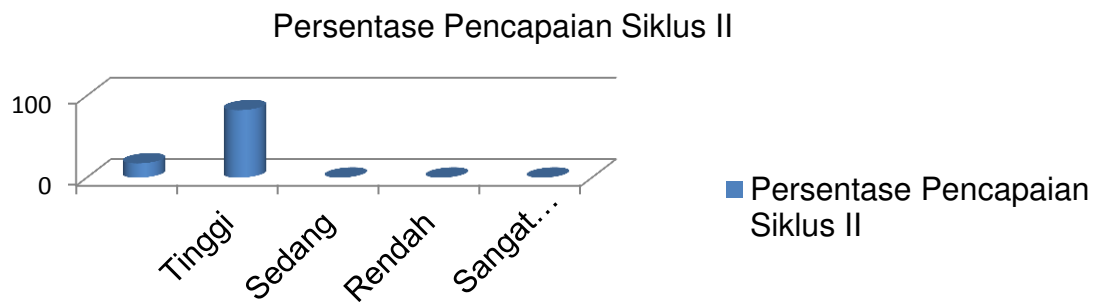 Persentase Pencapaian Siklus II
100
0
Tinggi
Sedang
Rendah
Sangat...
Persentase Pencapaian
Siklus II